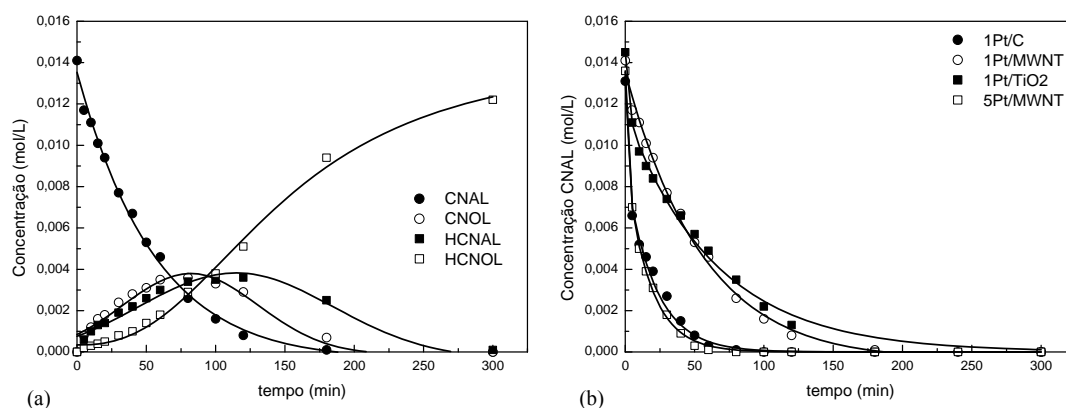 0,016
0,014
0,012
0,010
0,008
0,006
0,004
0,002
0,000
Concentração (mol/L)
CNAL
CNOL
HCNAL
HCNOL
0 50 100 150 200 250 300
tempo (min)
(a)
0,016
0,014
0,012
0,010
0,008
0,006
0,004
0,002
0,000
Concentração CNAL (mol/L)
1Pt/C
1Pt/MWNT
1Pt/TiO2
5Pt/MWNT
0 50 100 150 200 250 300
tempo (min)
(b)